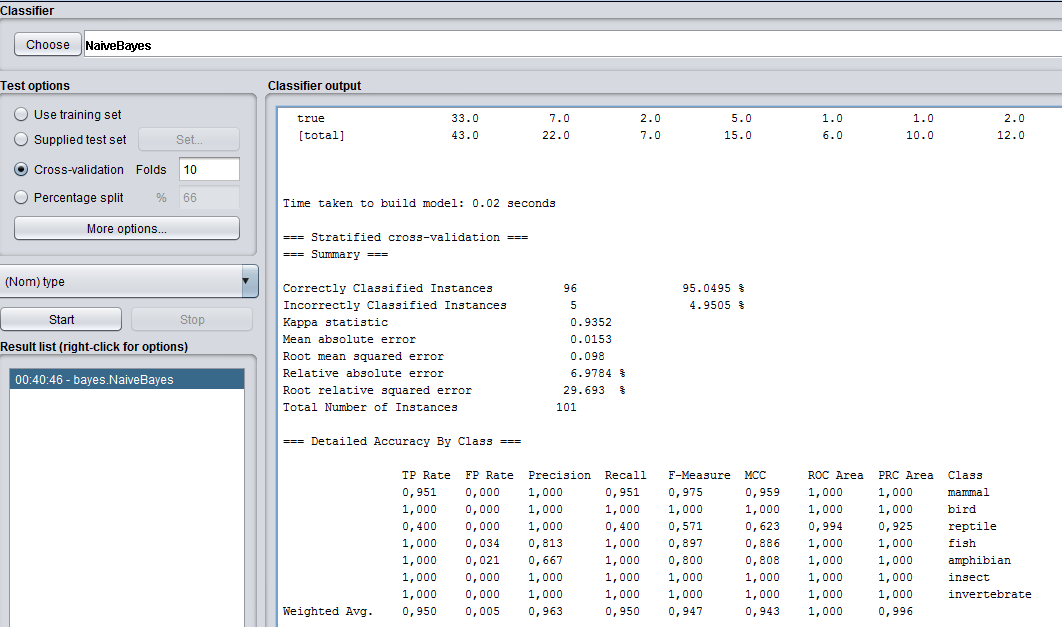 Classifier
Choose NaiveBayes
Test options
Use training set
Supplied test set Set...
Cross-validation Folds 10
Percentage split % 66
More options...
(Nom) type
Start Stop
Result list (right-click for options)
00:40:46 - bayes.NaiveBayes
Classifier output
true 33.0 7.0 2.0 5.0 1.0 1.0 2.0
[total] 43.0 22.0 7.0 15.0 6.0 10.0 12.0
Time taken to build model: 0.02 seconds
=== Stratified cross-validation ===
=== Summary ===
Correctly Classified Instances 96 95.0495 %
Incorrectly Classified Instances 5 4.9505 %
Kappa statistic 0.9352
Mean absolute error 0.0153
Root mean squared error 0.098
Relative absolute error 6.9784 %
Root relative squared error 29.693 %
Total Number of Instances 101
=== Detailed Accuracy By Class ===
TP Rate FP Rate Precision Recall F-Measure MCC ROC Area PRC Area Class
0,951 0,000 1,000 0,951 0,975 0,959 1,000 1,000 mammal
1,000 0,000 1,000 1,000 1,000 1,000 1,000 1,000 bird
0,400 0,000 1,000 0,400 0,571 0,623 0,994 0,925 reptile
1,000 0,034 0,813 1,000 0,897 0,886 1,000 1,000 fish
1,000 0,021 0,667 1,000 0,800 0,808 1,000 1,000 amphibian
1,000 0,000 1,000 1,000 1,000 1,000 1,000 1,000 insect
1,000 0,000 1,000 1,000 1,000 1,000 1,000 1,000 invertebrate
Weighted Avg. 0,950 0,005 0,963 0,950 0,947 0,943 1,000 0,996